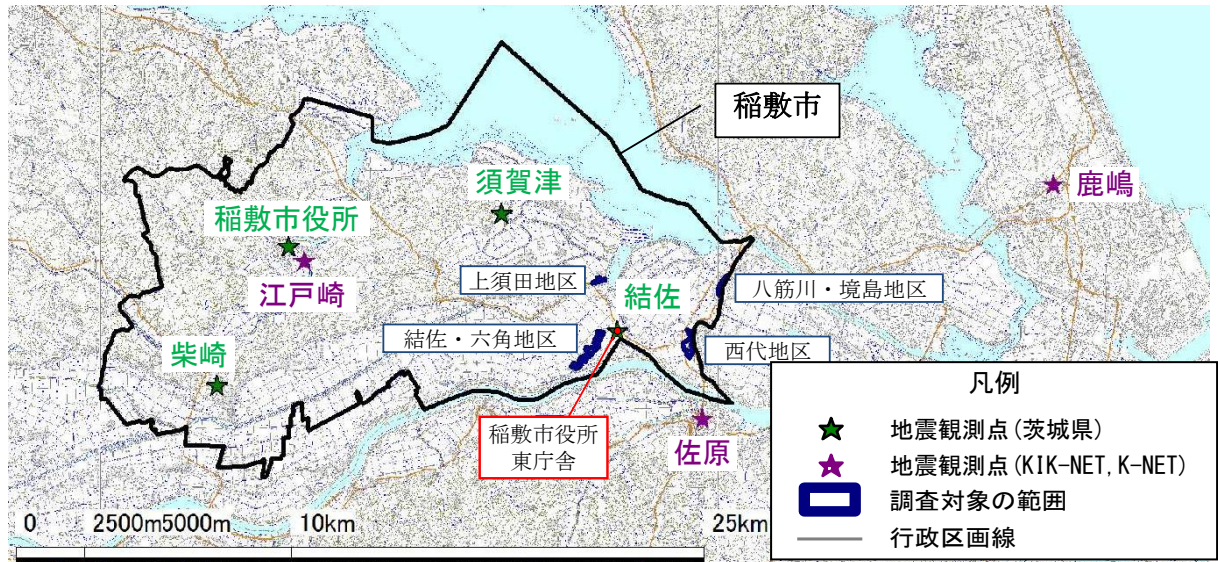 稲敷市
鹿嶋
須賀津
稲敷市役所
江戸崎
上須田地区
結佐
八筋川・境島地区
結佐・六角地区
西代地区
柴崎
稲敷市役所
東庁舎
佐原
凡例
地震観測点(茨城県)
地震観測点(KIK-NET, K-NET)
調査対象の範囲
行政区画線
0 2500m5000m 10km 25km